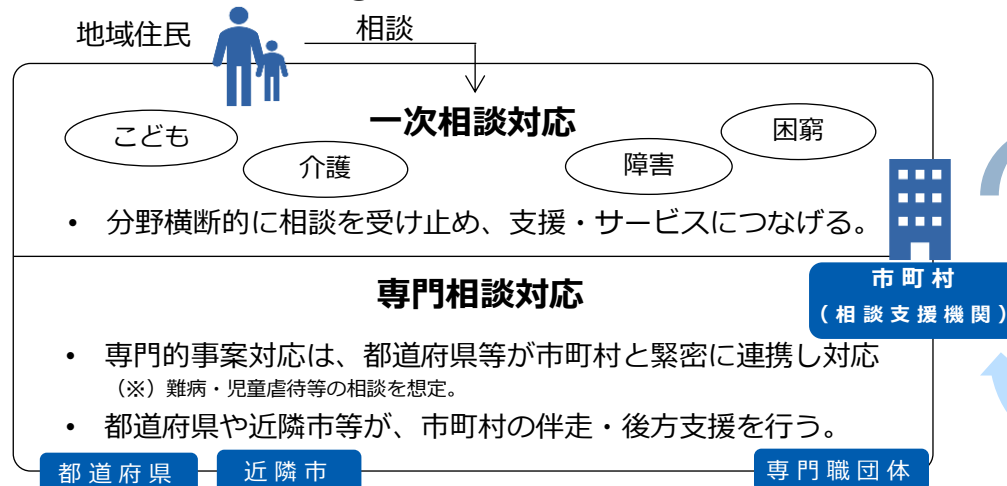 地域住民
相談
一次相談対応
こども
介護
障害
困窮
• 分野横断的に相談を受け止め、支援・サービスにつなげる。
市町村
（相談支援機関）
専門相談対応
• 専門的事案対応は、都道府県等が市町村と緊密に連携し対応
（※）難病・児童虐待等の相談を想定。
• 都道府県や近隣市等が、市町村の伴走・後方支援を行う。
都道府県
近隣市
専門職団体